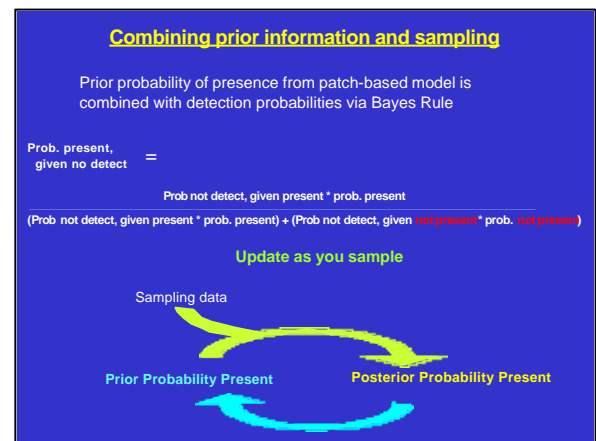 Combining prior information and sampling
Prior probability of presence from patch-based model is
combined with detection probabilities via Bayes Rule
Prob. present,
given no detect =
Prob not detect, given present * prob. present
(Prob not detect, given present * prob. present) + (Prob not detect, given not present * prob. not present)
Update as you sample
Sampling data
Prior Probability Present
Posterior Probability Present